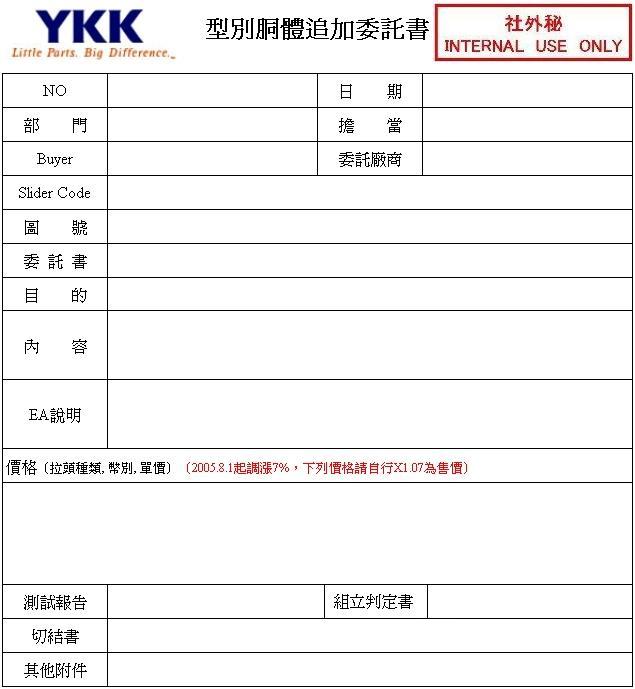 YKK
Little Parts. Big Difference.™
型別胴體追加委託書
社外秘
INTERNAL USE ONLY
NO 日 期
部 門 擔 當
Buyer 委託廠商
Slider Code
圖 號
委 託 書
目 的
內 容
EA說明
價格（拉頭種類, 幣別, 單價）（2005.8.1起調漲7%，下列價格請自行X1.07為售價）
測試報告 組立判定書
切結書
其他附件